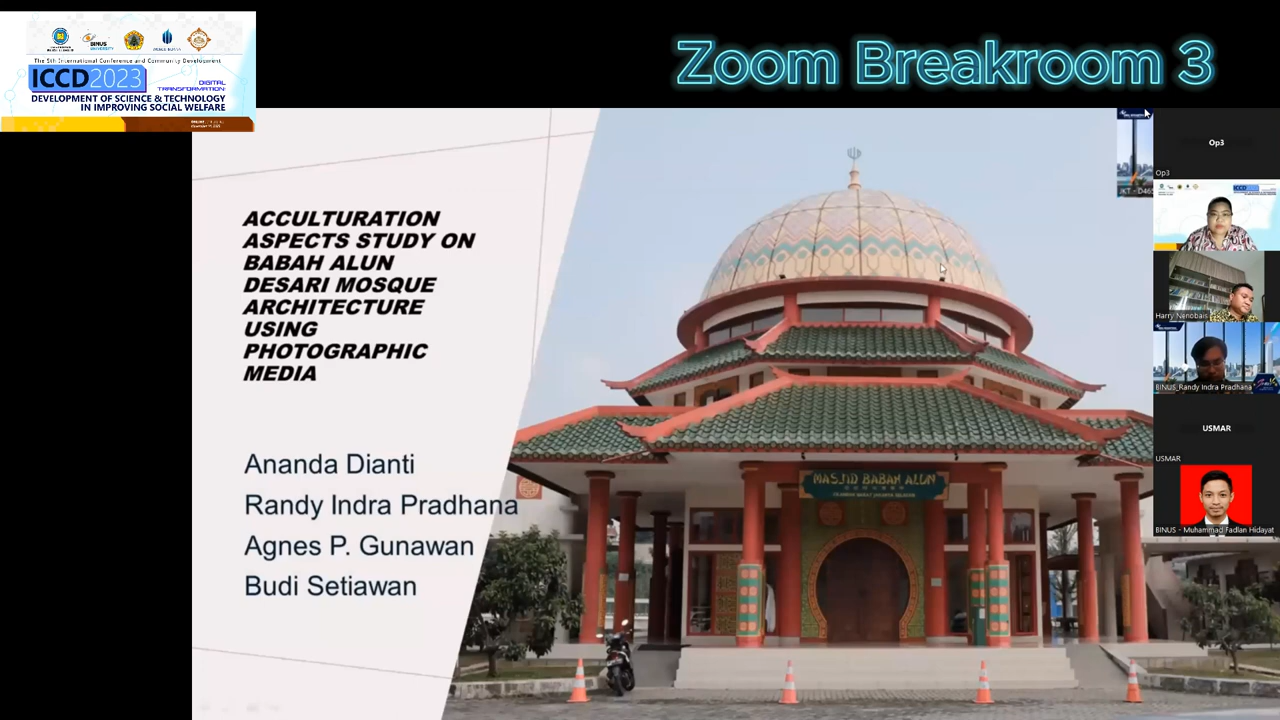 BINUS UNIVERSITY
The 5th International Conference and Community Development
ICCD2023
DIGITAL
TRANSFORMATION:
DEVELOPMENT OF SCIENCE & TECHNOLOGY
IN IMPROVING SOCIAL WELFARE
Zoom Breakroom 3
ACCULTURATION
ASPECTS STUDY ON
BABAH ALUN
DESARI MOSQUE
ARCHITECTURE
USING
PHOTOGRAPHIC
MEDIA
Ananda Dianti
Randy Indra Pradhana
Agnes P. Gunawan
Budi Setiawan
MASJID BABAH ALUN
Op3
Op3
ICCD
Harry Nenobais
BINUS_Randy Indra Pradhana
USMAR
USMAR
BINUS - Muhammad Fadlan Hidayat